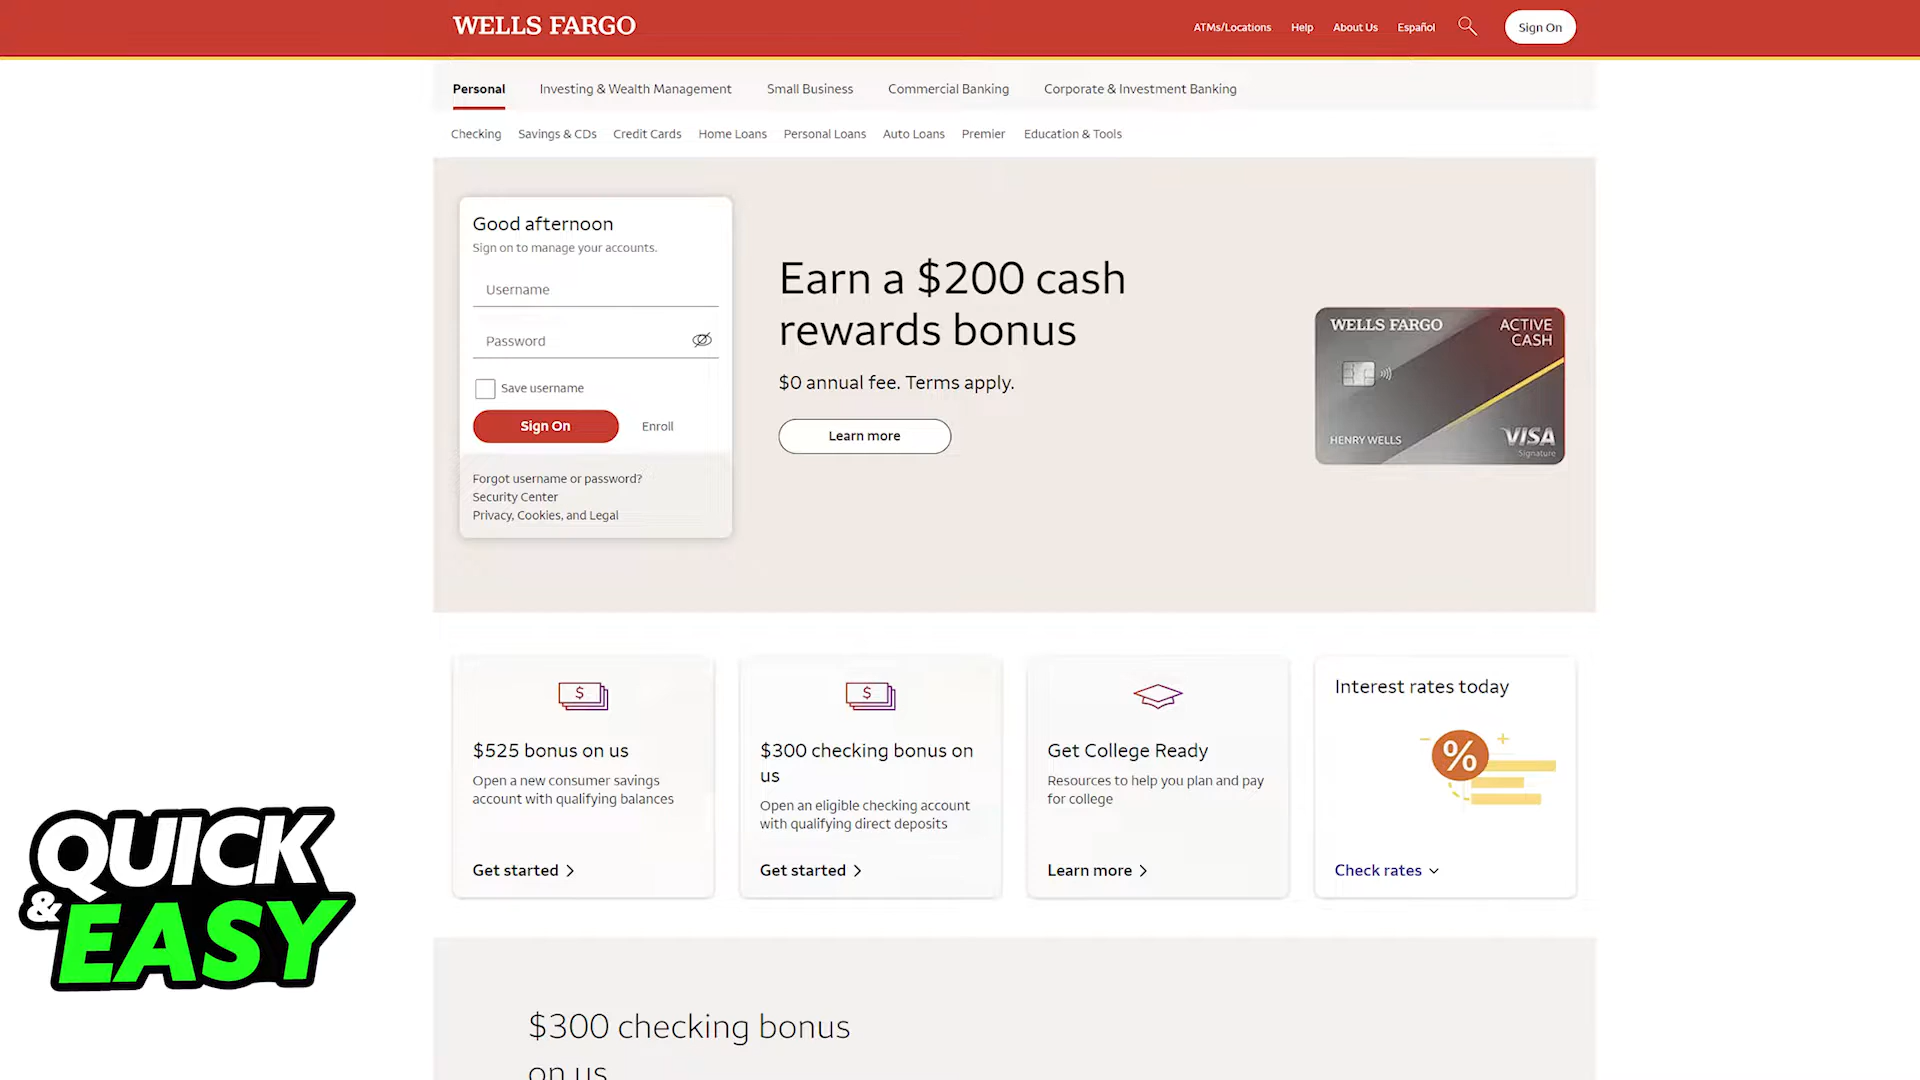 WELLS FARGO
ATMs/Locations Help About Us Español Sign On
Personal Investing & Wealth Management Small Business Commercial Banking Corporate & Investment Banking
Checking Savings & CDs Credit Cards Home Loans Personal Loans Auto Loans Premier Education & Tools
Good afternoon
Sign on to manage your accounts.
Username
Password
Save username
Sign On Enroll
Forgot username or password?
Security Center
Privacy, Cookies, and Legal
Earn a $200 cash
rewards bonus
$0 annual fee. Terms apply.
Learn more
WELLS FARGO ACTIVE
CASH
HENRY WELLS VISA
Signature
$
$525 bonus on us
Open a new consumer savings
account with qualifying balances
Get started
$
$300 checking bonus on
us
Open an eligible checking account
with qualifying direct deposits
Get started
Get College Ready
Resources to help you plan and pay
for college
Learn more
Interest rates today
%
Check rates
QUICK
& EASY
$300 checking bonus
on us